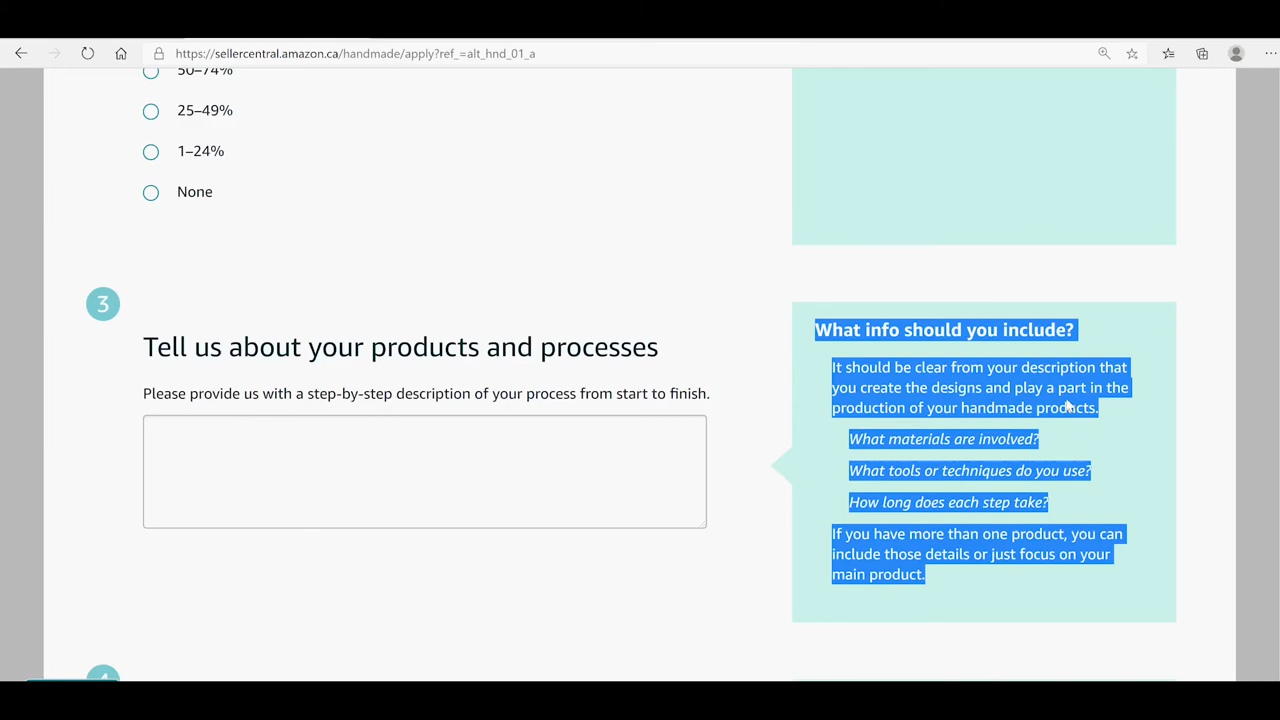 https://sellercentral.amazon.ca/handmade/apply?ref_=alt_hnd_01_a
50–74%
25–49%
1–24%
None
3
Tell us about your products and processes
Please provide us with a step-by-step description of your process from start to finish.
What info should you include?
It should be clear from your description that
you create the designs and play a part in the
production of your handmade products.
What materials are involved?
What tools or techniques do you use?
How long does each step take?
If you have more than one product, you can
include those details or just focus on your
main product.
4